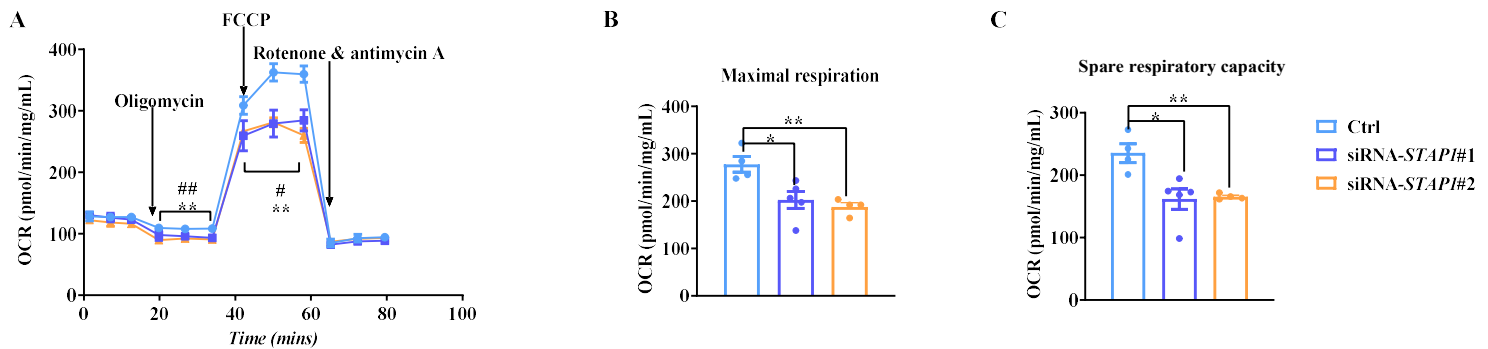 A
FCCP
Rotenone & antimycin A
Oligomycin
OCR (pmol/min/mg/mL)
400
300
200
100
0
##
**
#
**
0
20
40
60
80
100
Time (mins)
B
Maximal respiration
OCR (pmol/min/mg/mL)
400
300
200
100
0
**
*
C
Spare respiratory capacity
OCR (pmol/min/mg/mL)
300
200
100
0
**
*
Ctrl
siRNA-STAPI#1
siRNA-STAPI#2